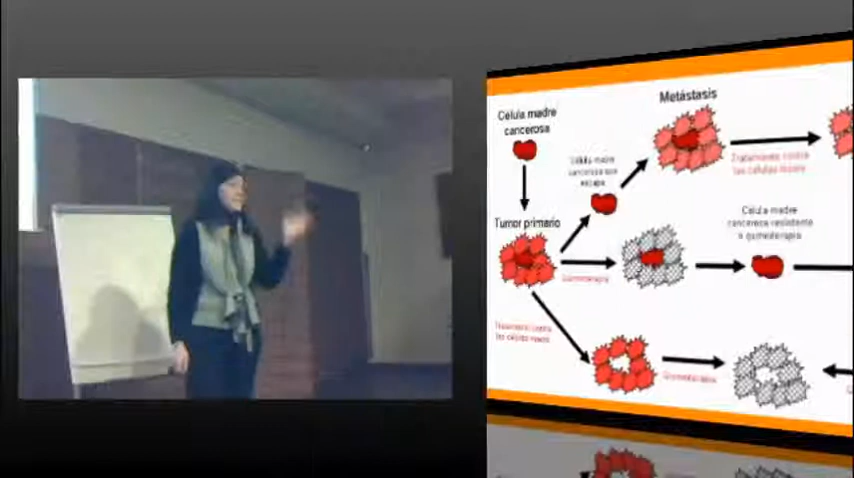 Célula madre
cancerosa
Metástasis
Célula madre
cancerosa que
escapa
Tratamiento contra
las células
Tumor primario
Célula madre
cancerosa resistente
a quimioterapia
Quimioterapia
Tratamiento contra
las células madre
Quimioterapia